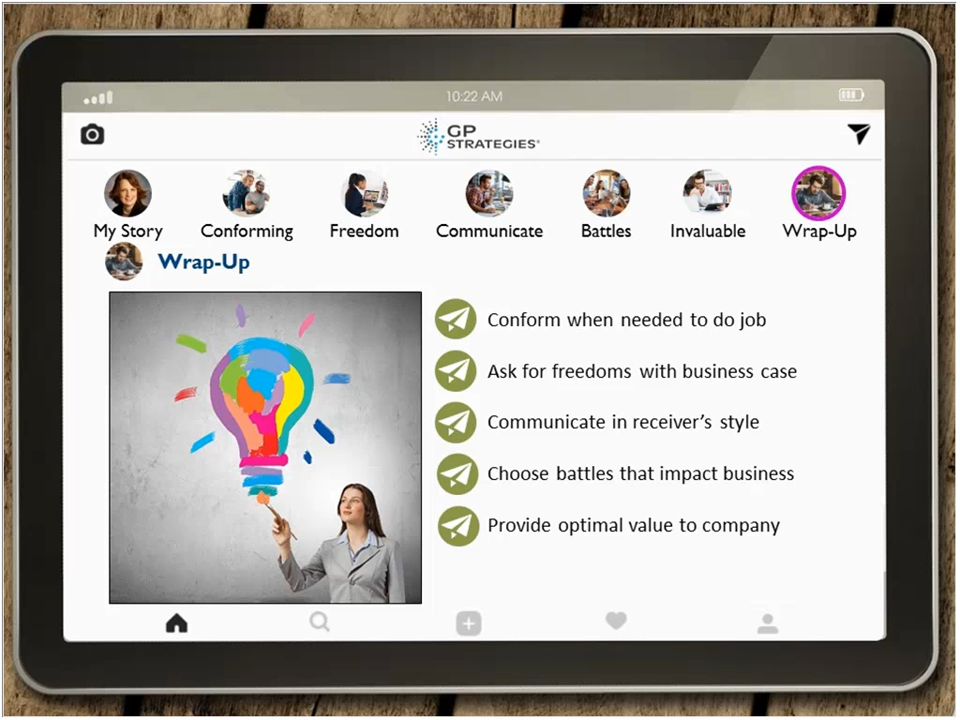 10:22 AM
GP
STRATEGIES®
My Story
Conforming
Freedom
Communicate
Battles
Invaluable
Wrap-Up
Wrap-Up
Conform when needed to do job
Ask for freedoms with business case
Communicate in receiver's style
Choose battles that impact business
Provide optimal value to company